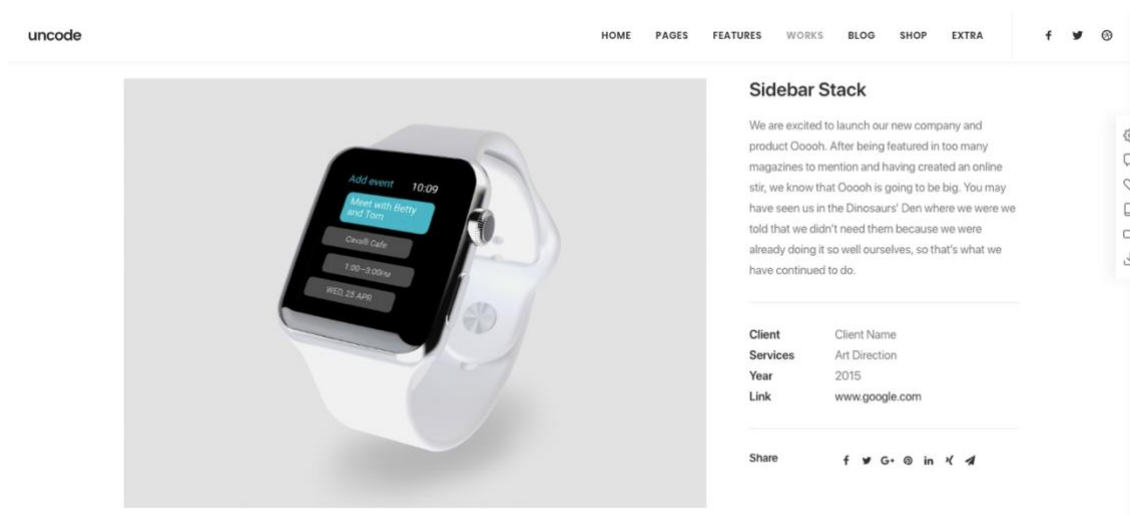 uncode
HOME PAGES FEATURES WORKS BLOG SHOP EXTRA
Add event 10:09
Meet with Betty
and Tom
Cavalli Cafe
1:00–3:00PM
WED, 25 APR
Sidebar Stack
We are excited to launch our new company and
product Ooooh. After being featured in too many
magazines to mention and having created an online
stir, we know that Ooooh is going to be big. You may
have seen us in the Dinosaurs' Den where we were we
told that we didn't need them because we were
already doing it so well ourselves, so that's what we
have continued to do.
Client Client Name
Services Art Direction
Year 2015
Link www.google.com
Share